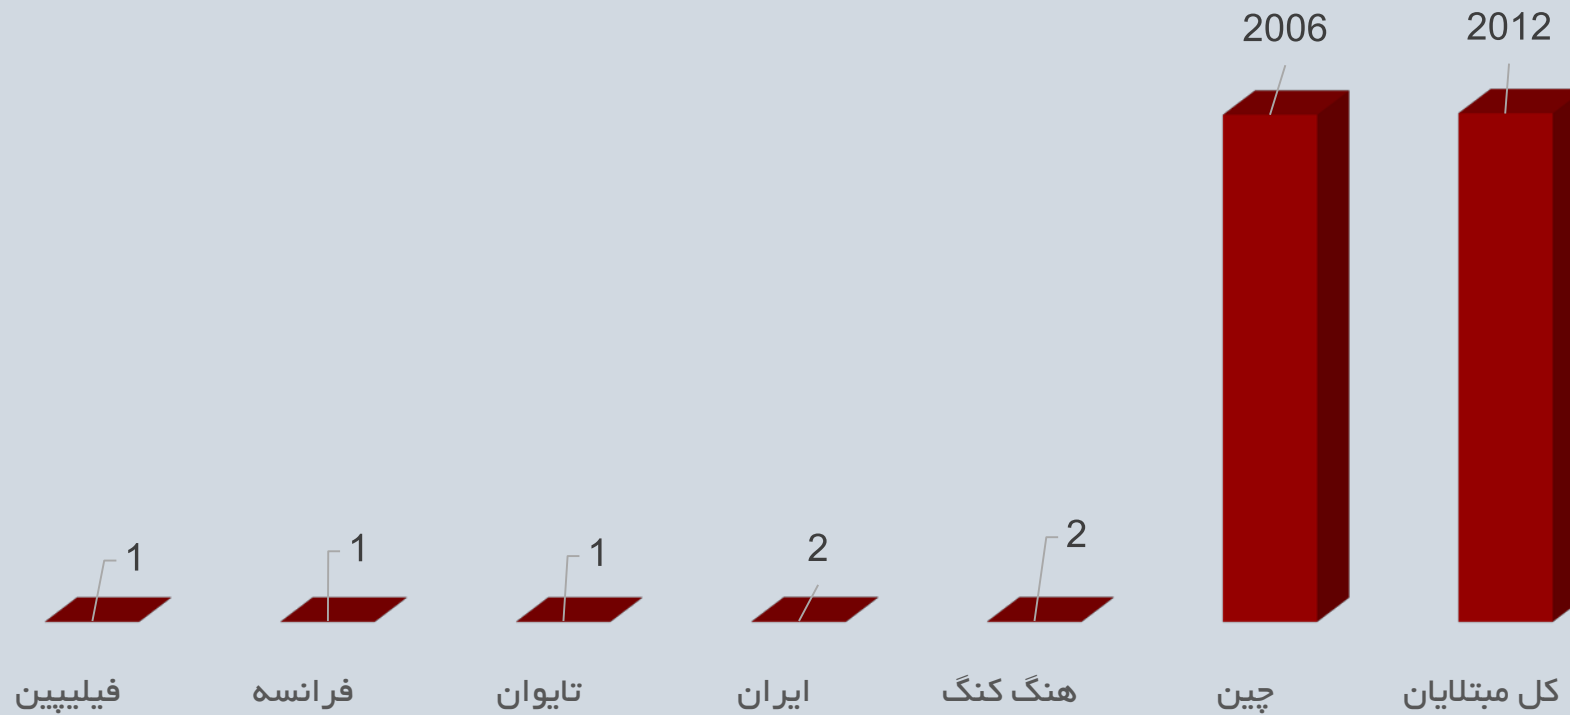 2012
2006
2
2
1
1
1
کل مبتلایان
چین
هنگ کنگ
ایران
تایوان
فرانسه
فیلیپین